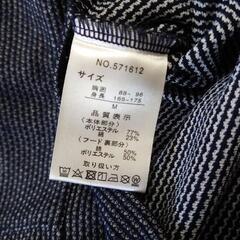 NO.571612
サイズ
胸囲 88-96
身長 165-175
M
品質表示
(本体部分)
ポリエステル 77%
綿 23%
(フード裏部分)
ポリエステル 50%
綿 50%
取り扱い方